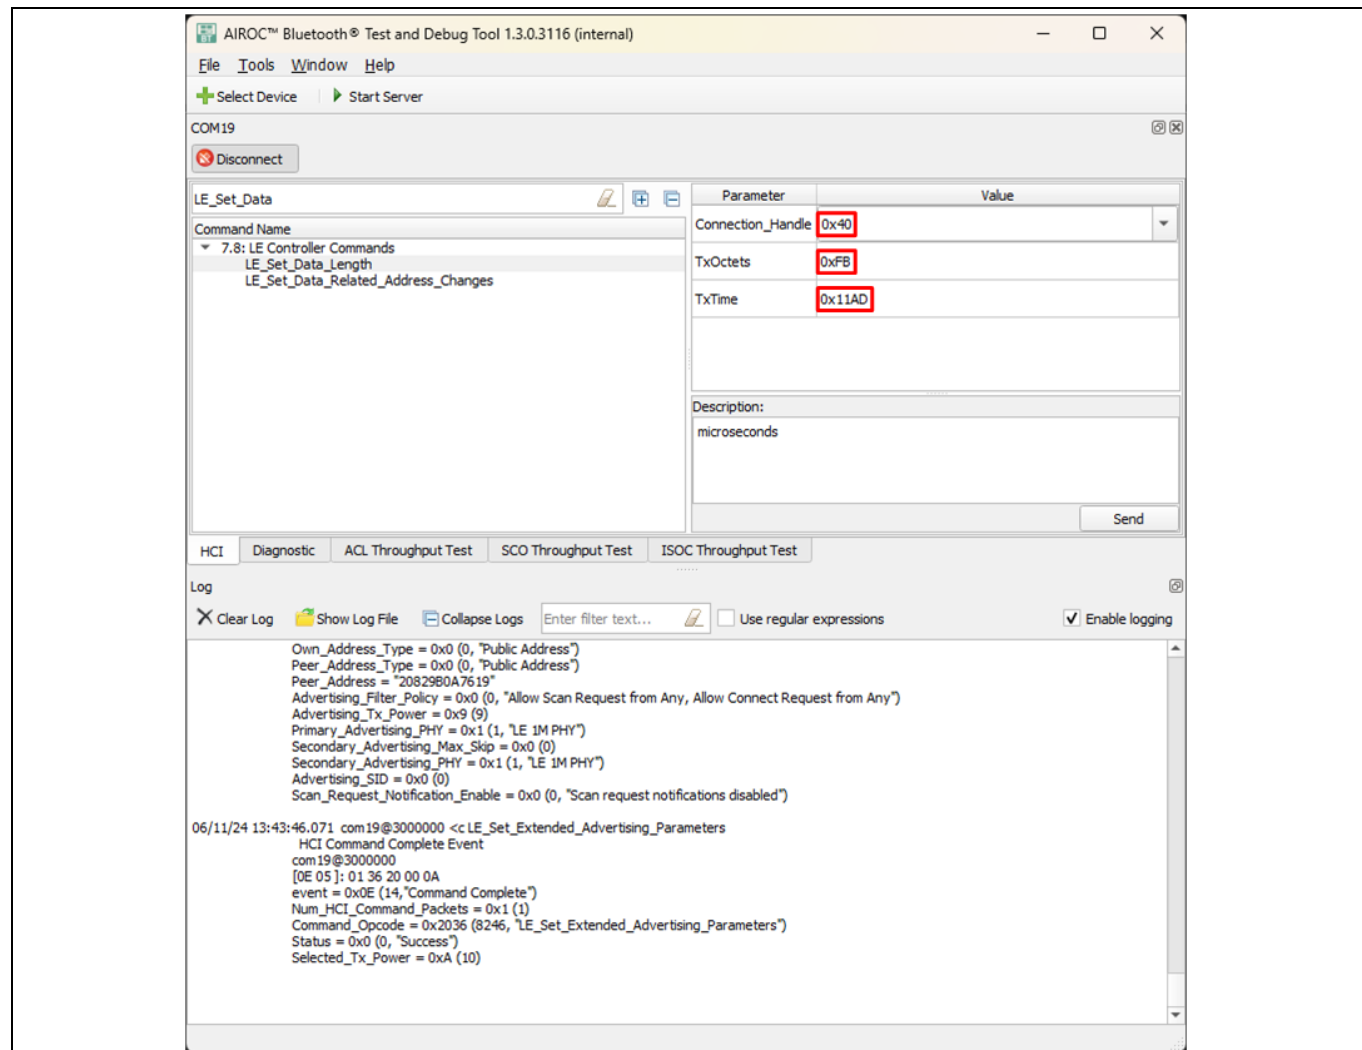 AIROC™ Bluetooth® Test and Debug Tool 1.3.0.3116 (internal)
File Tools Window Help
Select Device Start Server
COM19
Disconnect
LE_Set_Data
Command Name
7.8: LE Controller Commands
LE_Set_Data_Length
LE_Set_Data_Related_Address_Changes
Parameter Value
Connection_Handle 0x40
TxOctets 0xFB
TxTime 0x11AD
Description:
microseconds
Send
HCI Diagnostic ACL Throughput Test SCO Throughput Test ISOC Throughput Test
Log
Clear Log Show Log File Collapse Logs Enter filter text... Use regular expressions Enable logging
Own_Address_Type = 0x0 (0, "Public Address")
Peer_Address_Type = 0x0 (0, "Public Address")
Peer_Address = "20829B0A7619"
Advertising_Filter_Policy = 0x0 (0, "Allow Scan Request from Any, Allow Connect Request from Any")
Advertising_Tx_Power = 0x9 (9)
Primary_Advertising_PHY = 0x1 (1, "LE 1M PHY")
Secondary_Advertising_Max_Skip = 0x0 (0)
Secondary_Advertising_PHY = 0x1 (1, "LE 1M PHY")
Advertising_SID = 0x0 (0)
Scan_Request_Notification_Enable = 0x0 (0, "Scan request notifications disabled")
06/11/24 13:43:46.071 com19@3000000 <c LE_Set_Extended_Advertising_Parameters
HCI Command Complete Event
com19@3000000
[0E 05 ]: 01 36 20 00 0A
event = 0x0E (14,"Command Complete")
Num_HCI_Command_Packets = 0x1 (1)
Command_Opcode = 0x2036 (8246, "LE_Set_Extended_Advertising_Parameters")
Status = 0x0 (0, "Success")
Selected_Tx_Power = 0xA (10)